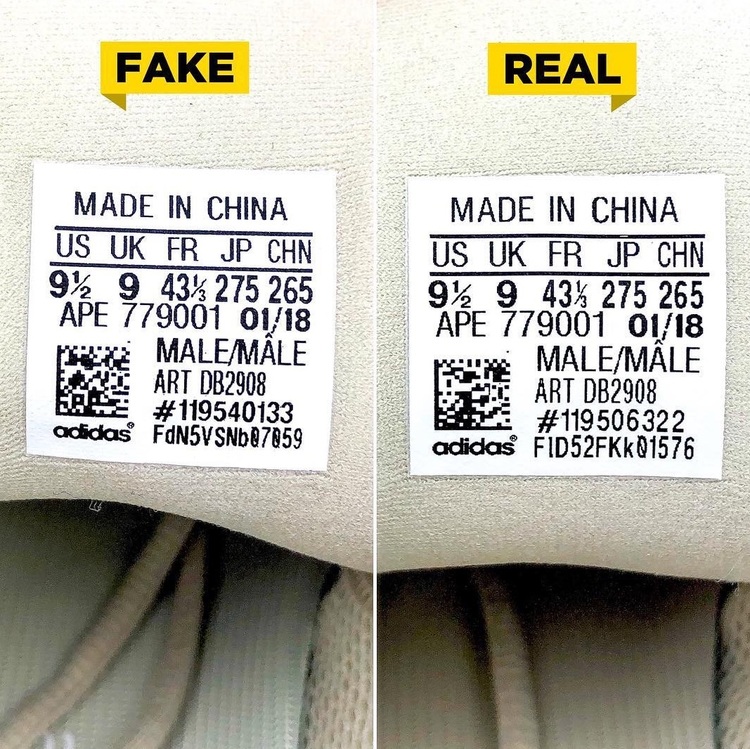 FAKE
MADE IN CHINA
US UK FR JP CHN
9½ 9 43⅓ 275 265
APE 779001 01/18
MALE/MÂLE
ART DB2908
#119540133
adidas® FdN5VSNb07059
REAL
MADE IN CHINA
US UK FR JP CHN
9½ 9 43⅓ 275 265
APE 779001 01/18
MALE/MÂLE
ART DB2908
#119506322
adidas® FlD52FKk01576